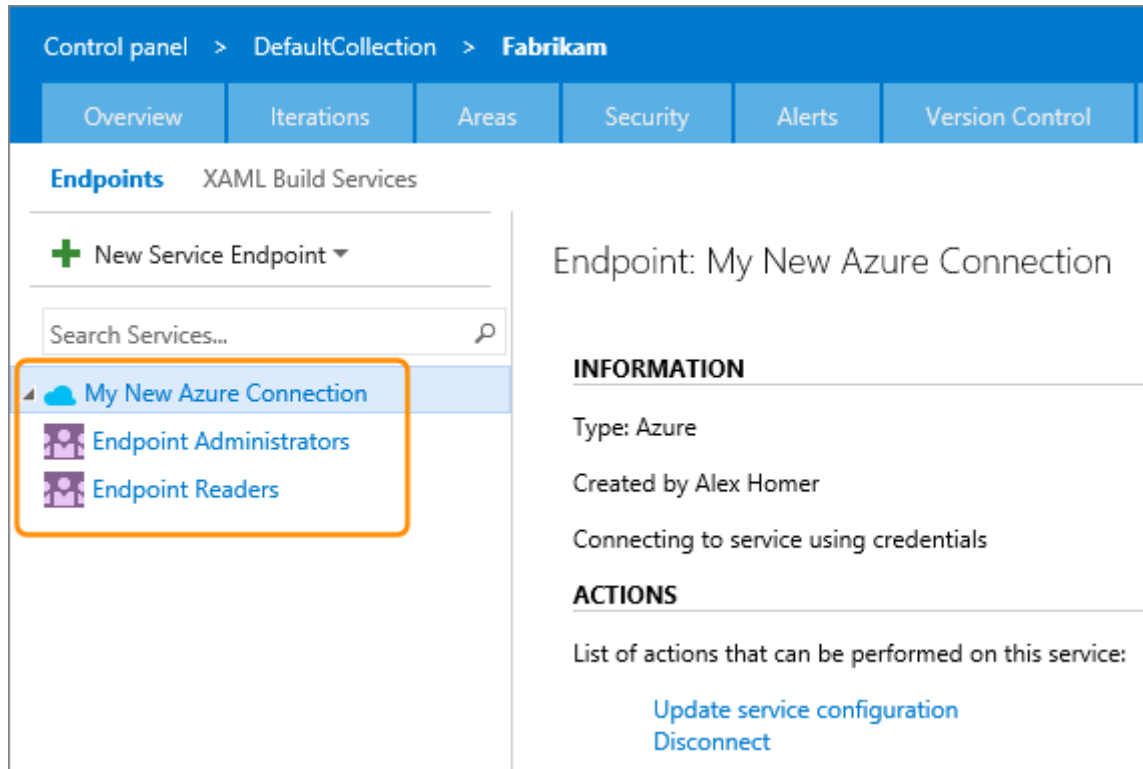 Control panel > DefaultCollection > Fabrikam
Overview Iterations Areas Security Alerts Version Control
Endpoints XAML Build Services
New Service Endpoint
Search Services...
My New Azure Connection
Endpoint Administrators
Endpoint Readers
Endpoint: My New Azure Connection
INFORMATION
Type: Azure
Created by Alex Homer
Connecting to service using credentials
ACTIONS
List of actions that can be performed on this service:
Update service configuration
Disconnect